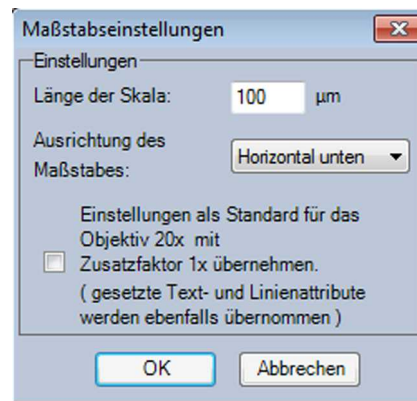 Maßstabseinstellungen
Einstellungen
Länge der Skala: 100 µm
Ausrichtung des
Maßstabes:
Horizontal unten
Einstellungen als Standard für das
Objektiv 20x mit
Zusatzfaktor 1x übernehmen.
( gesetzte Text- und Linienattribute
werden ebenfalls übernommen )
OK Abbrechen